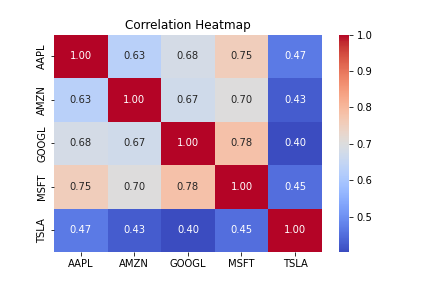 Correlation Heatmap
AAPL 1.00 0.63 0.68 0.75 0.47
AMZN 0.63 1.00 0.67 0.70 0.43
GOOGL 0.68 0.67 1.00 0.78 0.40
MSFT 0.75 0.70 0.78 1.00 0.45
TSLA 0.47 0.43 0.40 0.45 1.00
AAPL AMZN GOOGL MSFT TSLA
1.0
0.9
0.8
0.7
0.6
0.5